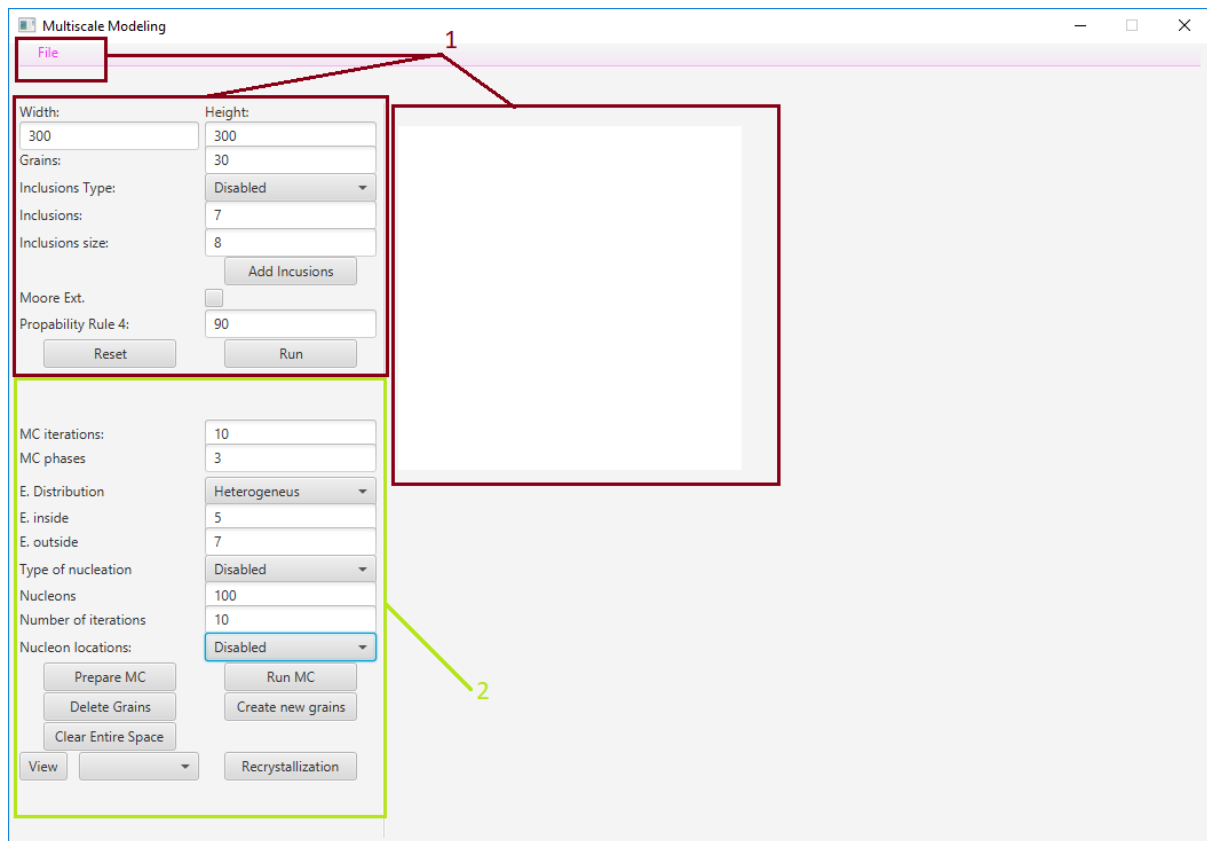 Multiscale Modeling
File
1
Width: Height:
300 300
Grains: 30
Inclusions Type: Disabled
Inclusions: 7
Inclusions size: 8
Add Incusions
Moore Ext.
Propability Rule 4: 90
Reset Run
MC iterations: 10
MC phases 3
E. Distribution Heterogeneus
E. inside 5
E. outside 7
Type of nucleation Disabled
Nucleons 100
Number of iterations 10
Nucleon locations: Disabled
Prepare MC Run MC
2
Delete Grains Create new grains
Clear Entire Space
View Recrystallization